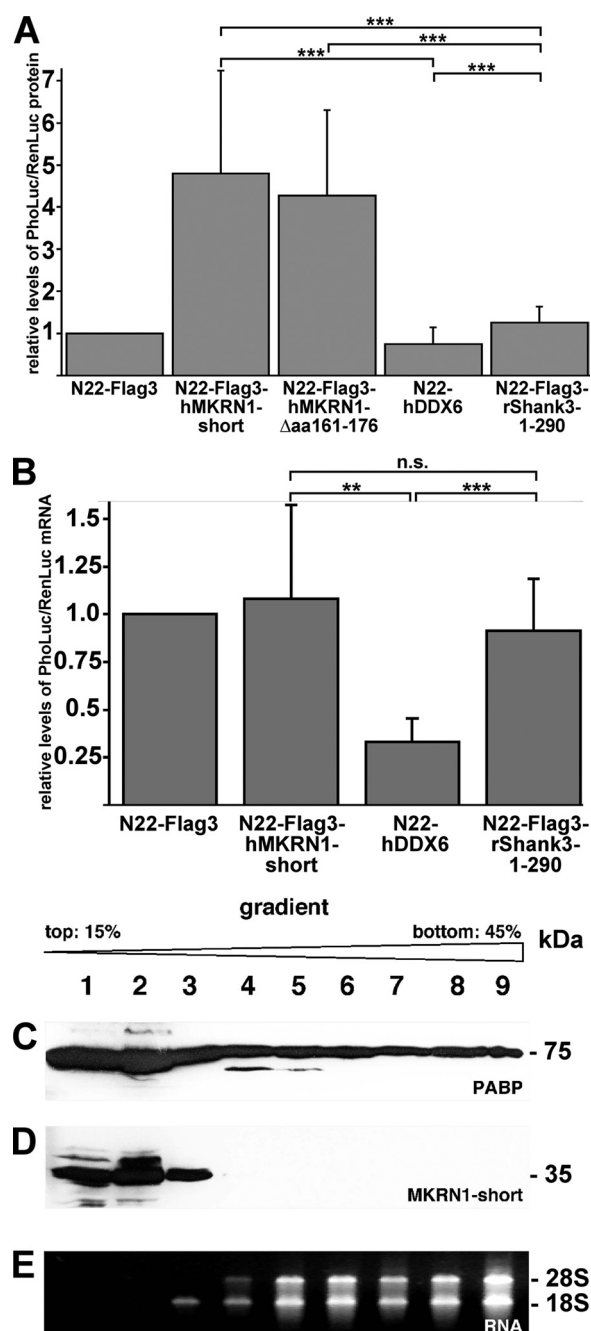 A
***
***
***
***
relative levels of PhoLuc/RenLuc protein
7
6
5
4
3
2
1
N22-Flag3
N22-Flag3-
hMKRN1-
short
N22-Flag3-
hMKRN1-
Δaa161-176
N22-
hDDX6
N22-Flag3-
rShank3-
1-290
B
n.s.
**
***
relative levels of PhoLuc/RenLuc mRNA
1.5
1.25
1.0
0.75
0.5
0.25
N22-Flag3
N22-Flag3-
hMKRN1-
short
N22-
hDDX6
N22-Flag3-
rShank3-
1-290
gradient
top: 15%
bottom: 45%
kDa
1 2 3 4 5 6 7 8 9
C
- 75
PABP
D
- 35
MKRN1-short
E
- 28S
- 18S
RNA